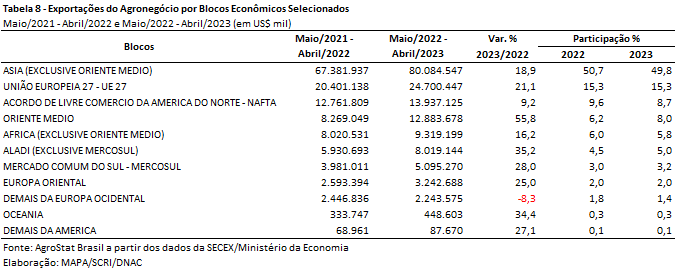 Tabela 8 - Exportações do Agronegócio por Blocos Econômicos Selecionados
Maio/2021 - Abril/2022 e Maio/2022 - Abril/2023 (em US$ mil)
Blocos Maio/2021 - Abril/2022 Maio/2022 - Abril/2023 Var. % 2023/2022 Participação % 2022 2023
ASIA (EXCLUSIVE ORIENTE MEDIO) 67.381.937 80.084.547 18,9 50,7 49,8
UNIÃO EUROPEIA 27 - UE 27 20.401.138 24.700.447 21,1 15,3 15,3
ACORDO DE LIVRE COMERCIO DA AMERICA DO NORTE - NAFTA 12.761.809 13.937.125 9,2 9,6 8,7
ORIENTE MEDIO 8.269.049 12.883.678 55,8 6,2 8,0
AFRICA (EXCLUSIVE ORIENTE MEDIO) 8.020.531 9.319.199 16,2 6,0 5,8
ALADI (EXCLUSIVE MERCOSUL) 5.930.693 8.019.144 35,2 4,5 5,0
MERCADO COMUM DO SUL - MERCOSUL 3.981.011 5.095.270 28,0 3,0 3,2
EUROPA ORIENTAL 2.593.394 3.242.688 25,0 2,0 2,0
DEMAIS DA EUROPA OCIDENTAL 2.446.836 2.243.575 -8,3 1,8 1,4
OCEANIA 333.747 448.603 34,4 0,3 0,3
DEMAIS DA AMERICA 68.961 87.670 27,1 0,1 0,1
Fonte: AgroStat Brasil a partir dos dados da SECEX/Ministério da Economia
Elaboração: MAPA/SCRI/DNAC